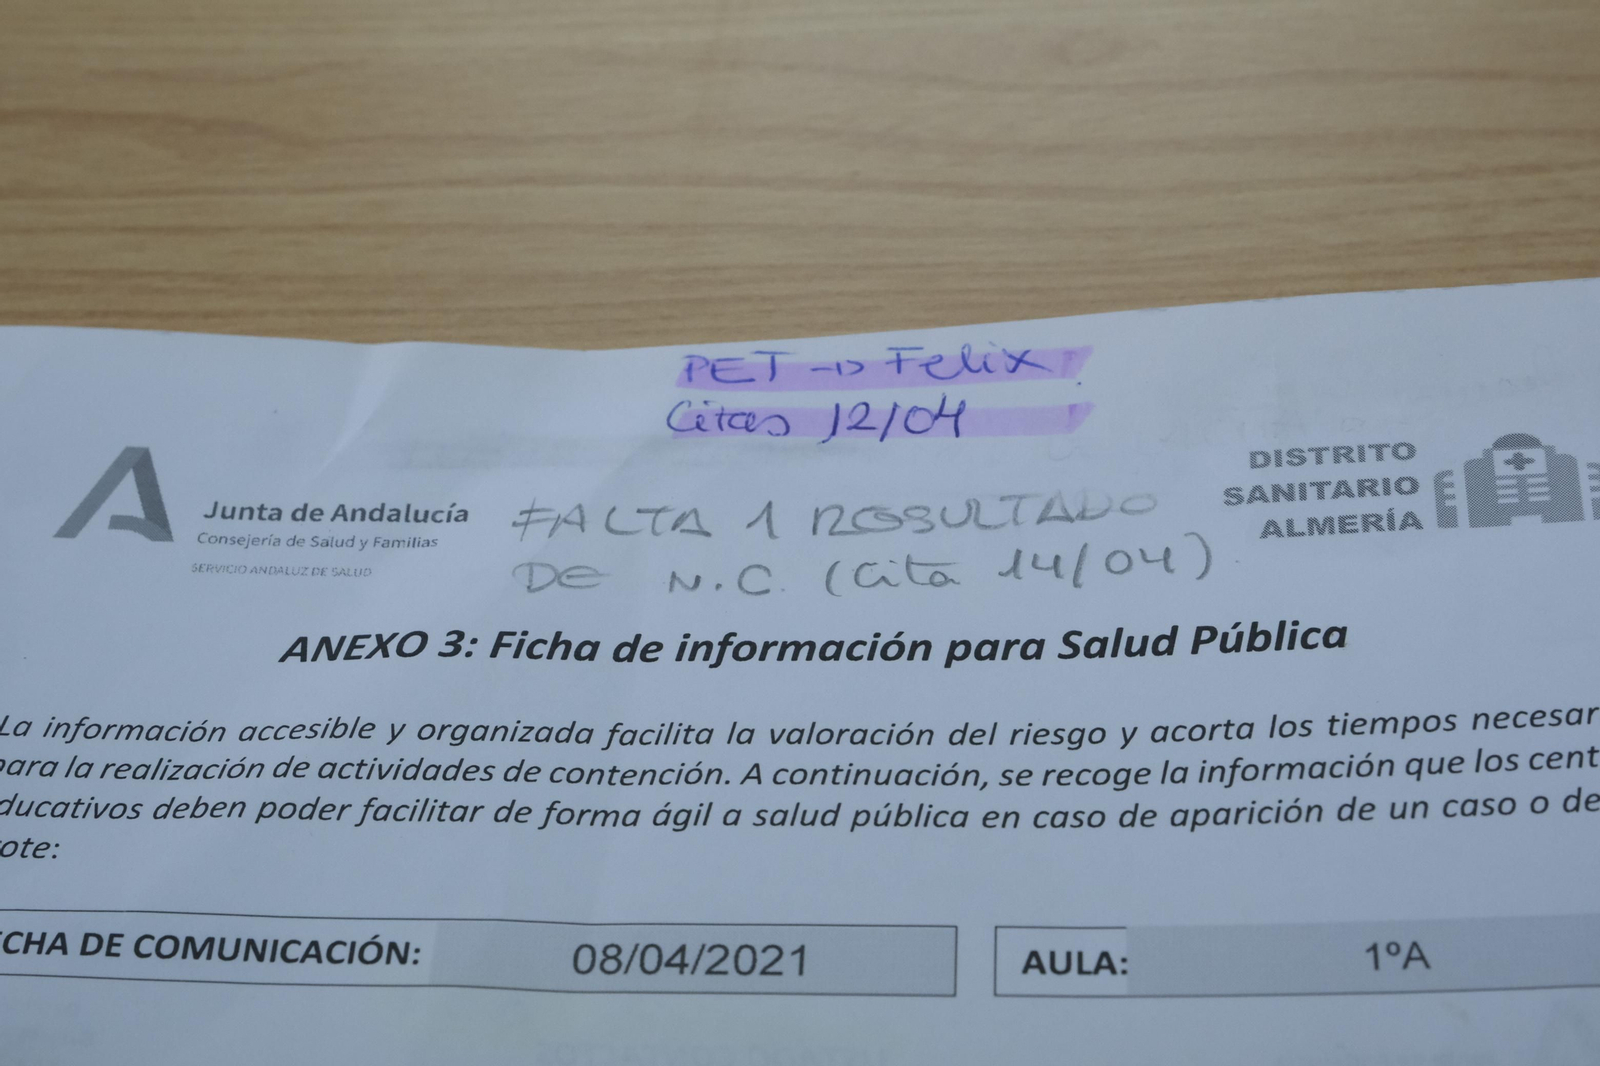 PET → Felix
Citas 12/04
Junta de Andalucía
Consejería de Salud y Familias
SERVICIO ANDALUZ DE SALUD
FALTA 1 RESULTADO
DE N.C. (Cita 14/04)
DISTRITO
SANITARIO
ALMERÍA
ANEXO 3: Ficha de información para Salud Pública
La información accesible y organizada facilita la valoración del riesgo y acorta los tiempos necesar
para la realización de actividades de contención. A continuación, se recoge la información que los cent
ducativos deben poder facilitar de forma ágil a salud pública en caso de aparición de un caso o de
ote:
CHA DE COMUNICACIÓN: 08/04/2021
AULA: 1ºA